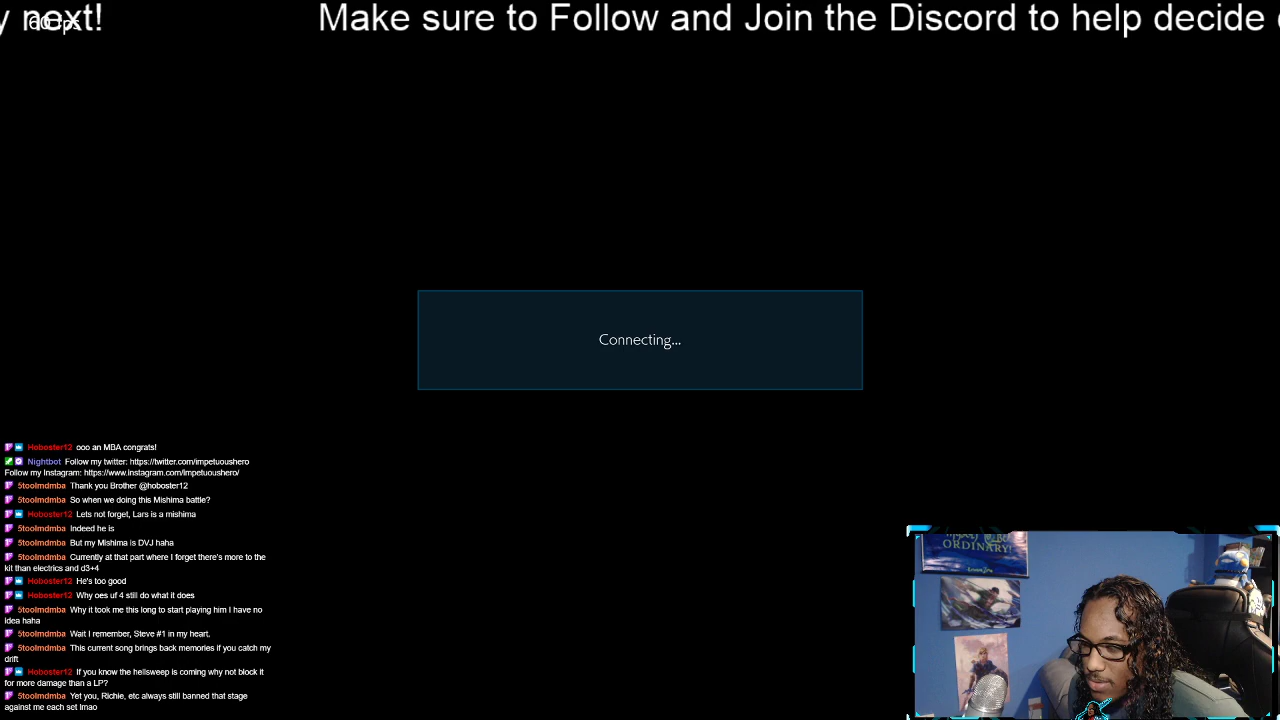 y next! Make sure to Follow and Join the Discord to help decide
60 fps
Connecting...
Hoboster12 ooo an MBA congrats!
Nightbot Follow my twitter: https://twitter.com/impetuoushero
Follow my Instagram: https://www.instagram.com/impetuoushero/
5toolmdmba Thank you Brother @hoboster12
5toolmdmba So when we doing this Mishima battle?
Hoboster12 Lets not forget, Lars is a mishima
5toolmdmba Indeed he is
5toolmdmba But my Mishima is DVJ haha
5toolmdmba Currently at that part where I forget there's more to the
kit than electrics and d3+4
Hoboster12 He's too good
Hoboster12 Why oes uf 4 still do what it does
5toolmdmba Why it took me this long to start playing him I have no
idea haha
5toolmdmba Wait I remember, Steve #1 in my heart.
5toolmdmba This current song brings back memories if you catch my
drift
Hoboster12 If you know the hellsweep is coming why not block it
for more damage than a LP?
5toolmdmba Yet you, Richie, etc always still banned that stage
against me each set lmao
ORDINARY!